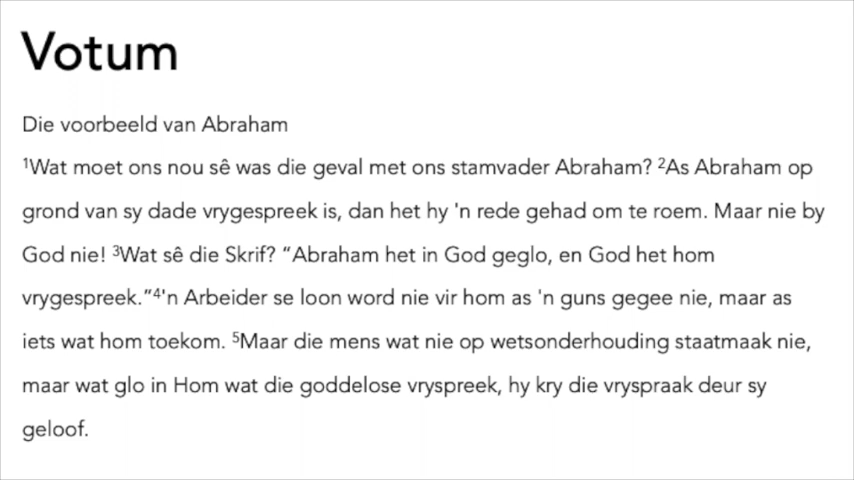 Votum
Die voorbeeld van Abraham
¹Wat moet ons nou sê was die geval met ons stamvader Abraham? ²As Abraham op
grond van sy dade vrygespreek is, dan het hy 'n rede gehad om te roem. Maar nie by
God nie! ³Wat sê die Skrif? “Abraham het in God geglo, en God het hom
vrygespreek.”⁴'n Arbeider se loon word nie vir hom as 'n guns gegee nie, maar as
iets wat hom toekom. ⁵Maar die mens wat nie op wetsonderhouding staatmaak nie,
maar wat glo in Hom wat die goddelose vryspreek, hy kry die vryspraak deur sy
geloof.